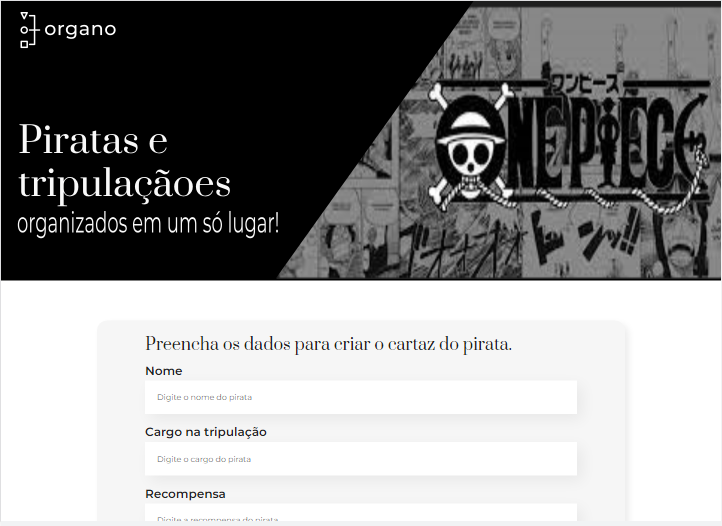 organo
Piratas e
tripulaçãoes
organizados em um só lugar!
ワンピース
ONE PIECE
Preencha os dados para criar o cartaz do pirata.
Nome
Digite o nome do pirata
Cargo na tripulação
Digite o cargo do pirata
Recompensa
Digite a recompensa do pirata